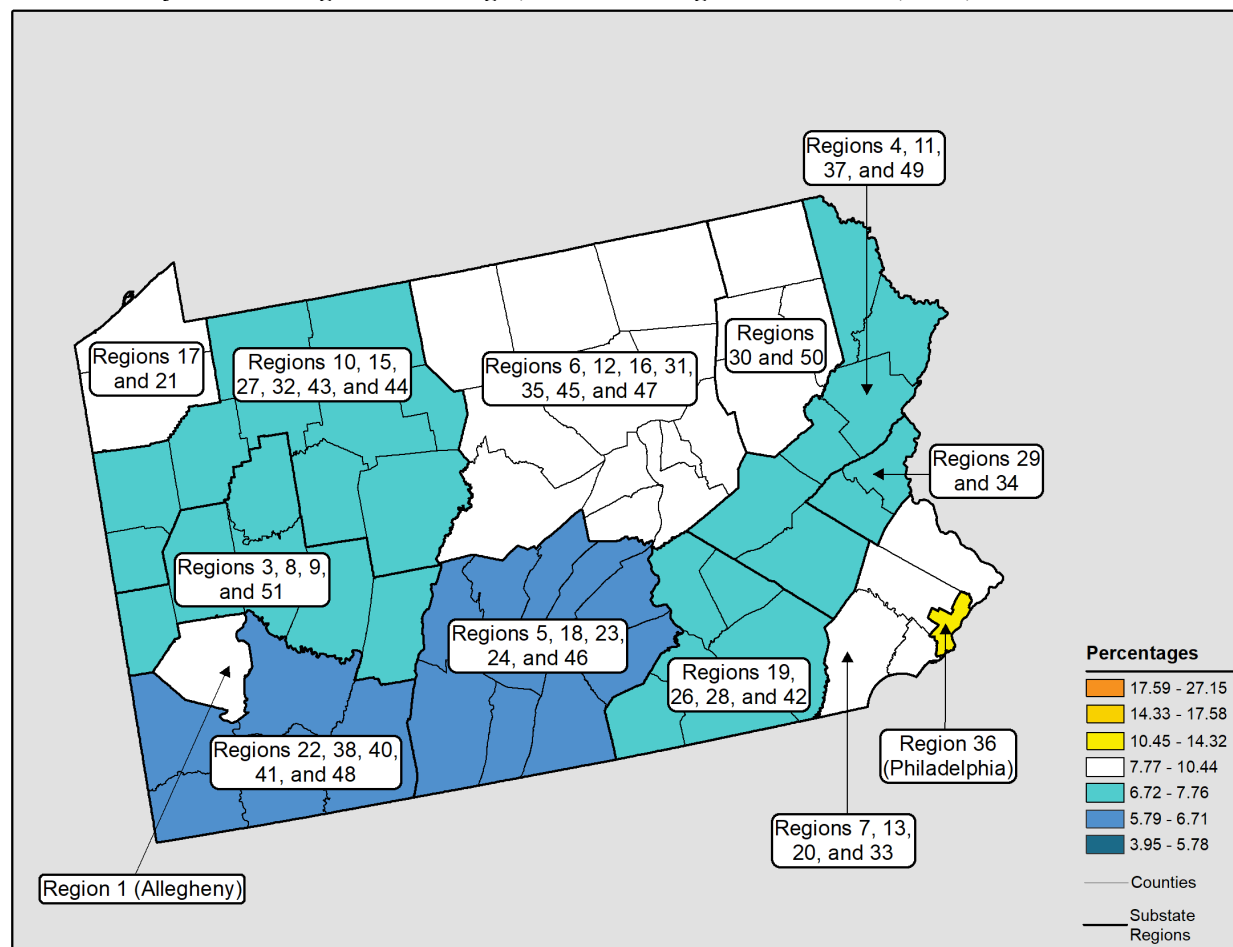 Regions 4, 11,
37, and 49
Regions 17
and 21
Regions 10, 15,
27, 32, 43, and 44
Regions 6, 12, 16, 31,
35, 45, and 47
Regions
30 and 50
Regions 29
and 34
Regions 3, 8, 9,
and 51
Regions 5, 18, 23,
24, and 46
Regions 19,
26, 28, and 42
Regions 22, 38, 40,
41, and 48
Region 36
(Philadelphia)
Regions 7, 13,
20, and 33
Region 1 (Allegheny)
Percentages
17.59 - 27.15
14.33 - 17.58
10.45 - 14.32
7.77 - 10.44
6.72 - 7.76
5.79 - 6.71
3.95 - 5.78
Counties
Substate
Regions